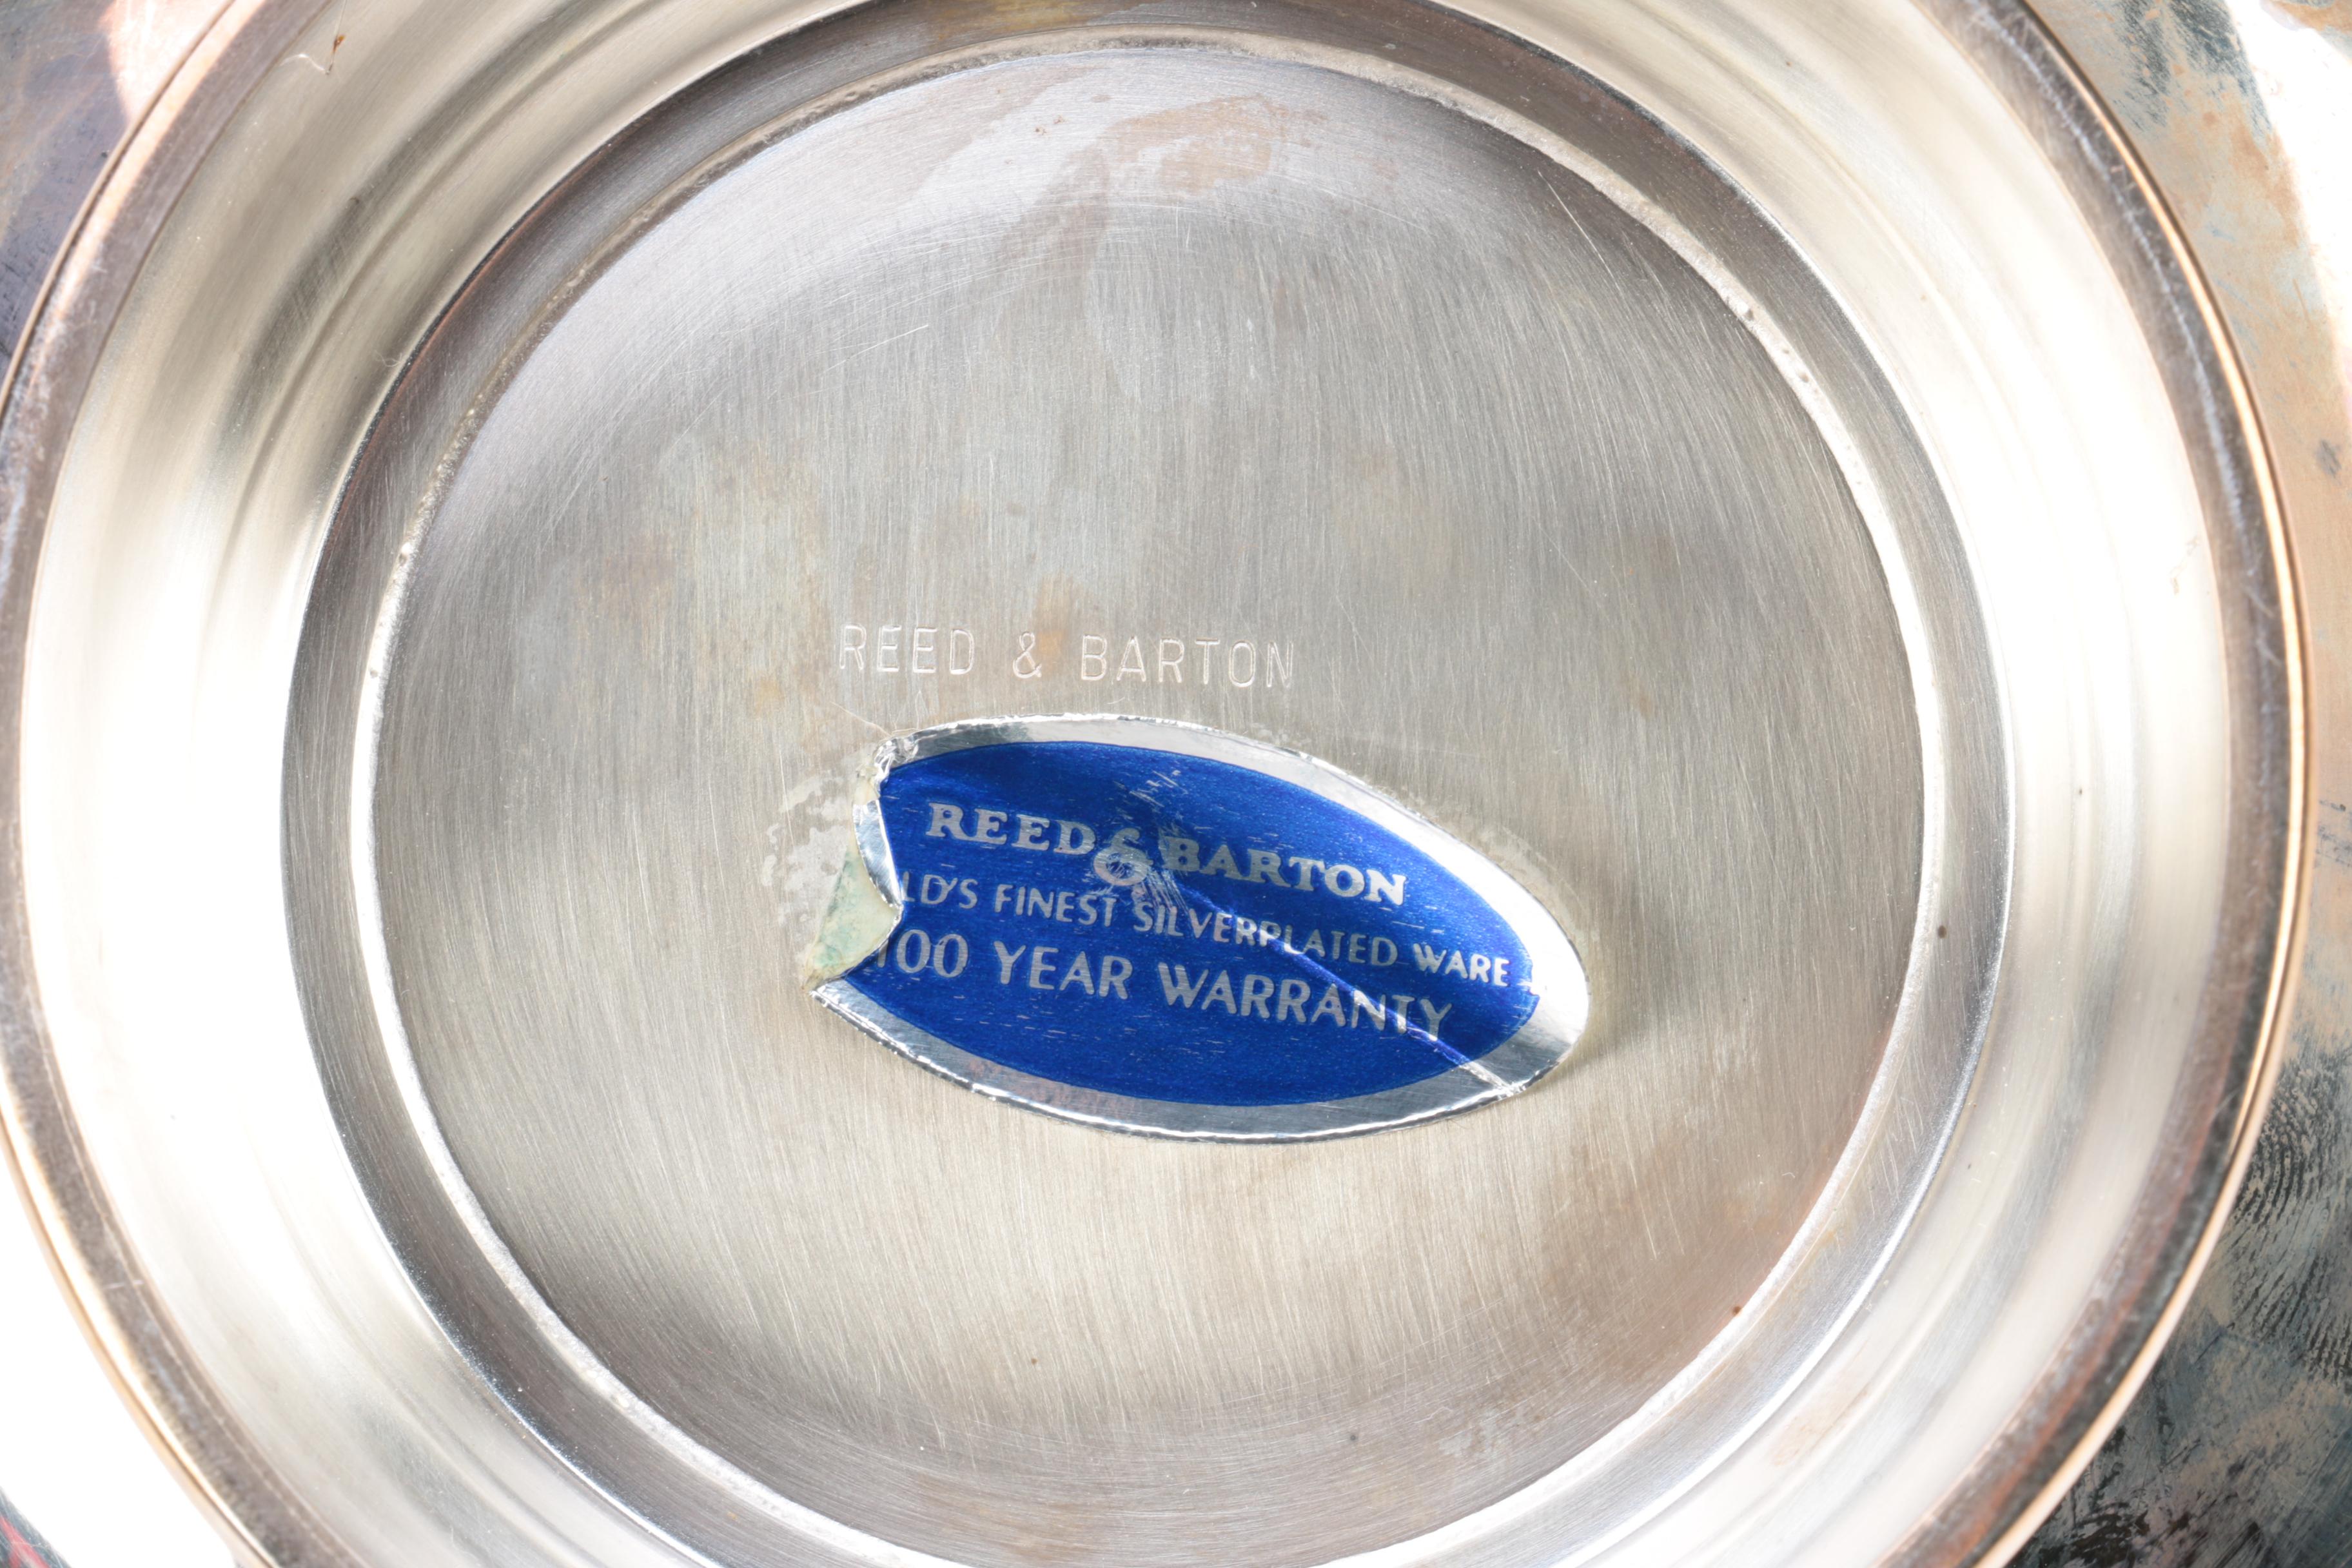 REED & BARTON
REED & BARTON
LD'S FINEST SILVERPLATED WARE
100 YEAR WARRANTY